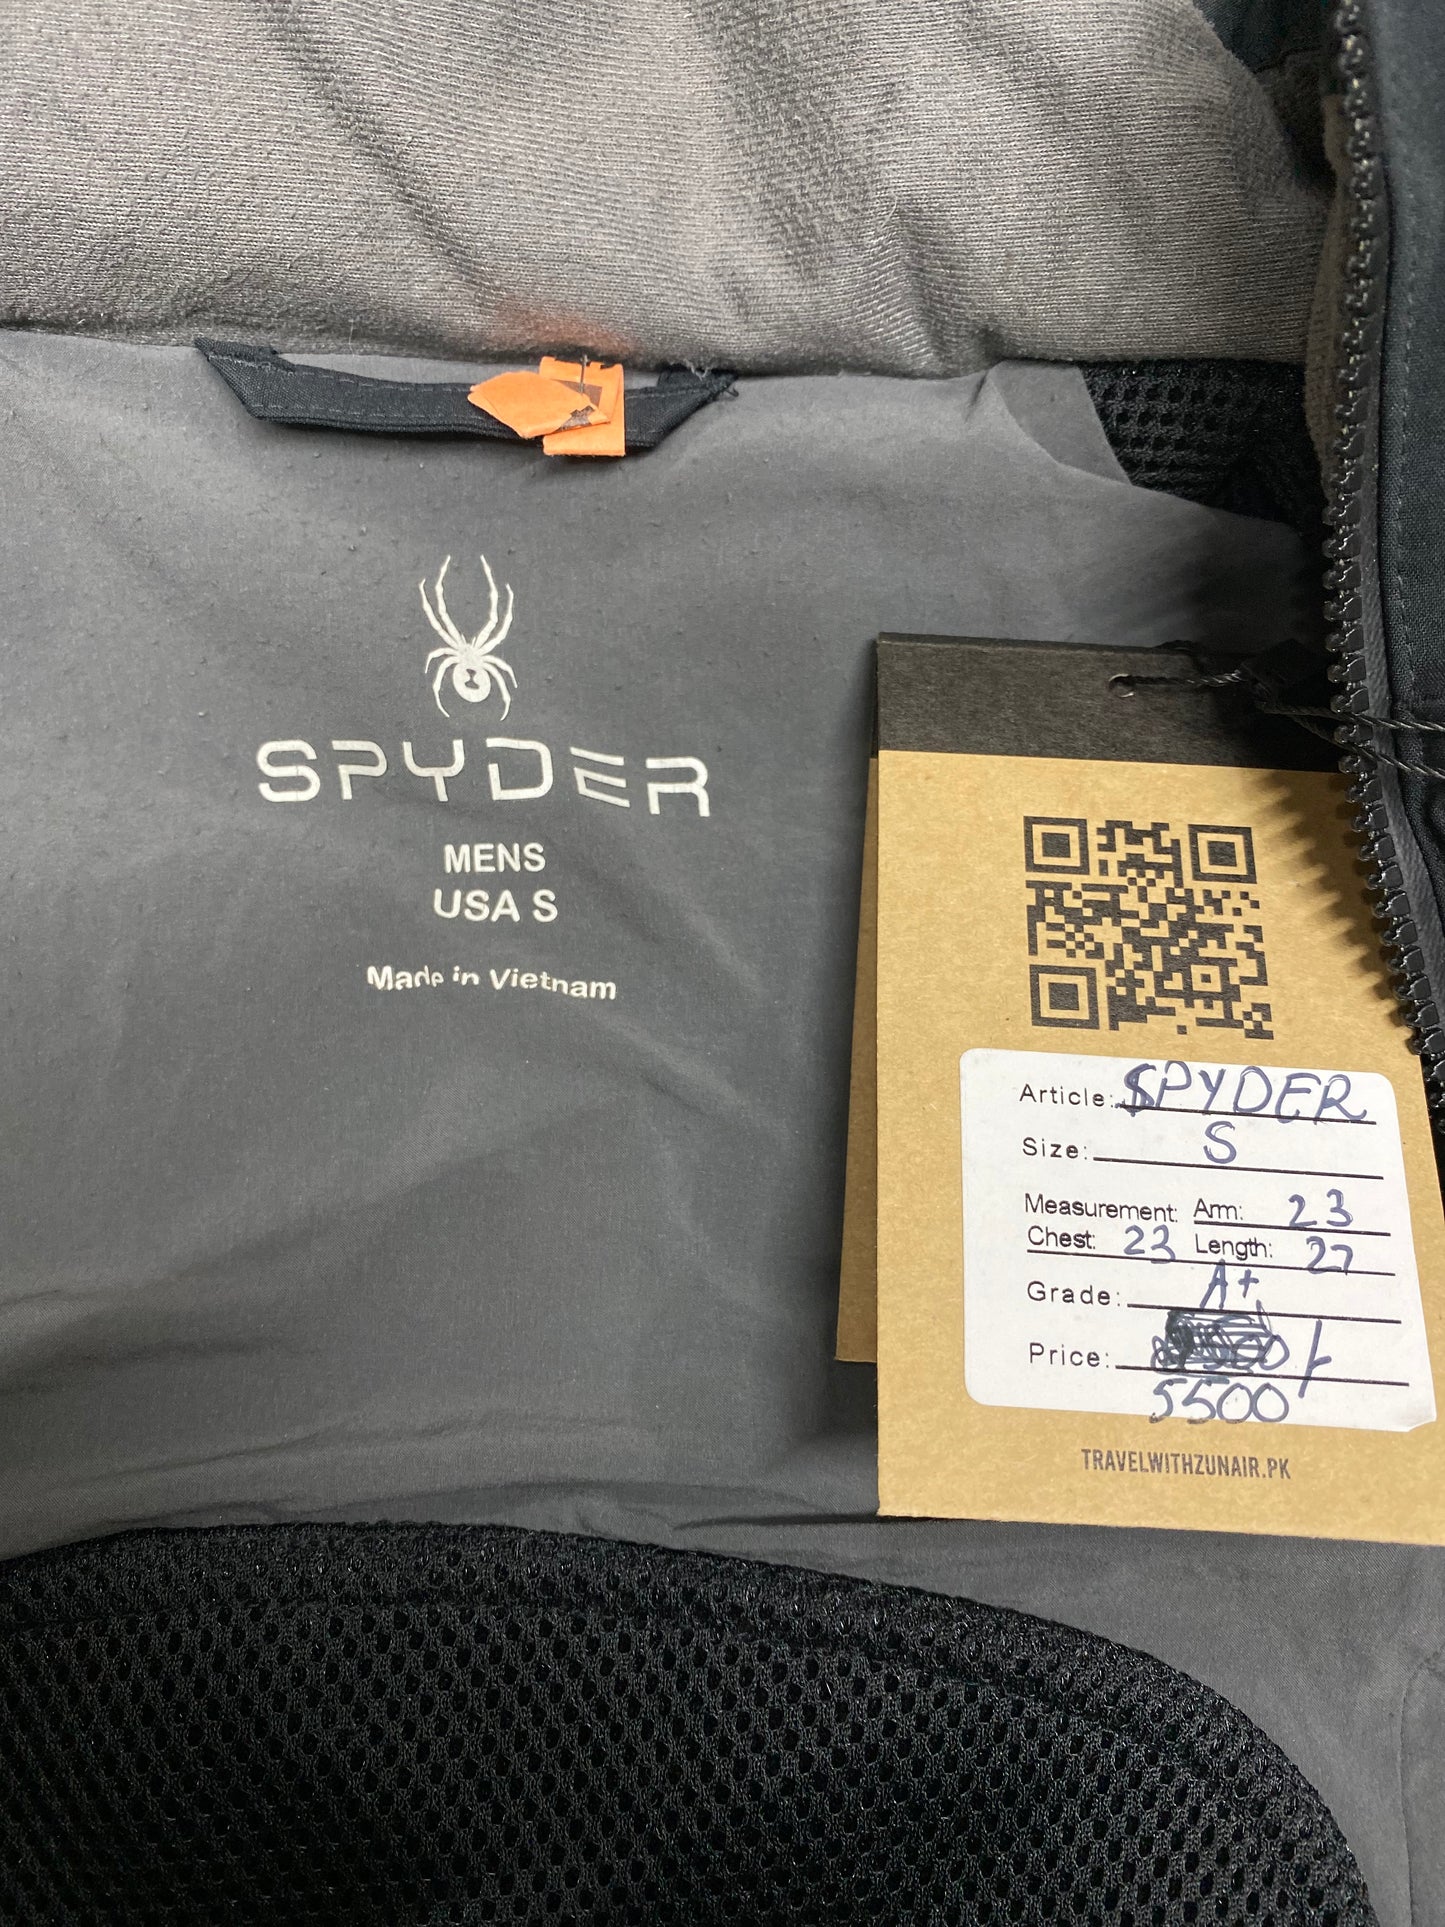 SPYDER
MENS
USA S
Made in Vietnam
Article: SPYDER
Size: S
Measurement: Arm: 23
Chest: 23 Length: 27
Grade: A+
Price:
5500
TRAVELWITHZUNAIR.PK